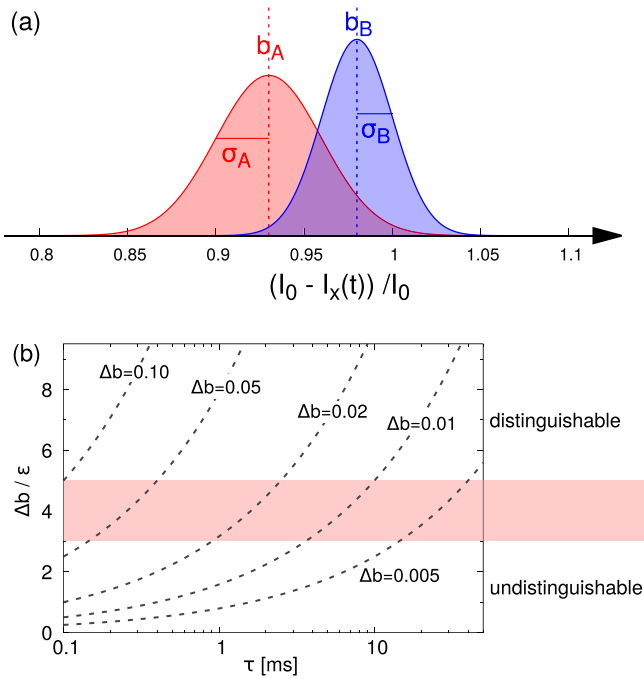 (a)
b_A
b_B
σ_A
σ_B
0.8 0.85 0.9 0.95 1 1.05 1.1
(I_0 - I_x(t)) /I_0
(b)
8
6
4
2
0
Δb / ε
Δb=0.10
Δb=0.05
Δb=0.02
Δb=0.01
Δb=0.005
distinguishable
undistinguishable
0.1 1 10
τ [ms]